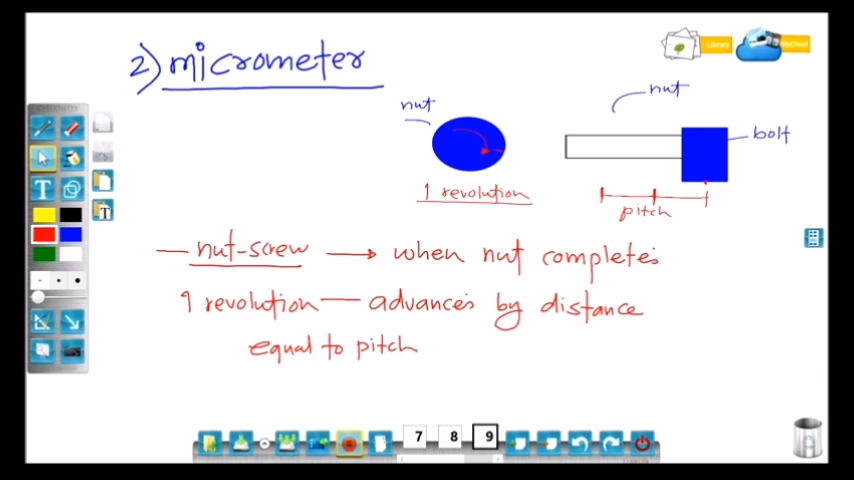 2) micrometer
Library
MyCloud
nut
nut
bolt
1 revolution
pitch
— nut-screw → when nut completes
1 revolution — advances by distance
equal to pitch
T
T
7 8 9